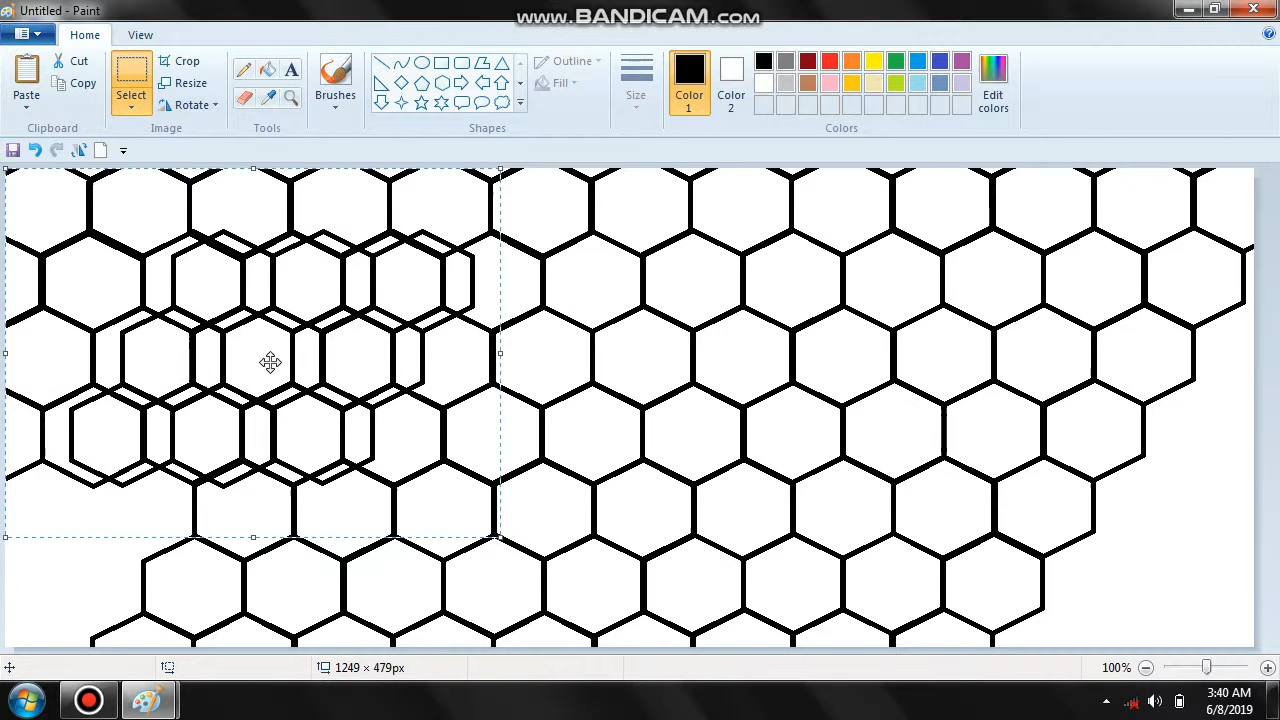 Untitled - Paint
www.BANDICAM.com
Home
View
Paste
Cut
Copy
Clipboard
Select
Crop
Resize
Rotate
Image
Tools
Brushes
Outline
Fill
Shapes
Size
Color 1
Color 2
Edit colors
Colors
1249 × 479px
100%
3:40 AM
6/8/2019